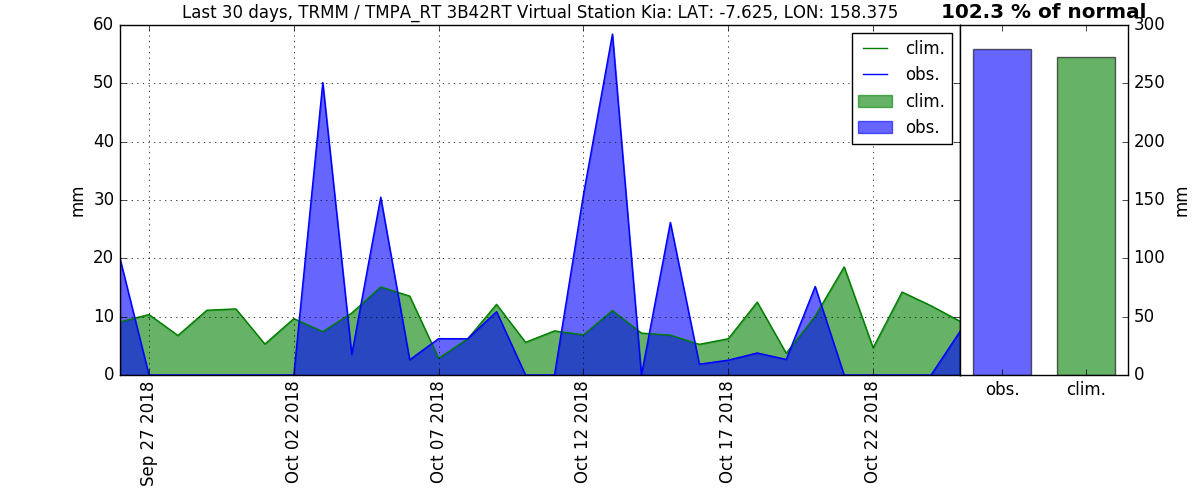 Last 30 days, TRMM / TMPA_RT 3B42RT Virtual Station Kia: LAT: -7.625, LON: 158.375
102.3 % of normal
60
50
40
30
20
10
0
mm
clim.
obs.
clim.
obs.
300
250
200
150
100
50
0
mm
Sep 27 2018
Oct 02 2018
Oct 07 2018
Oct 12 2018
Oct 17 2018
Oct 22 2018
obs.
clim.